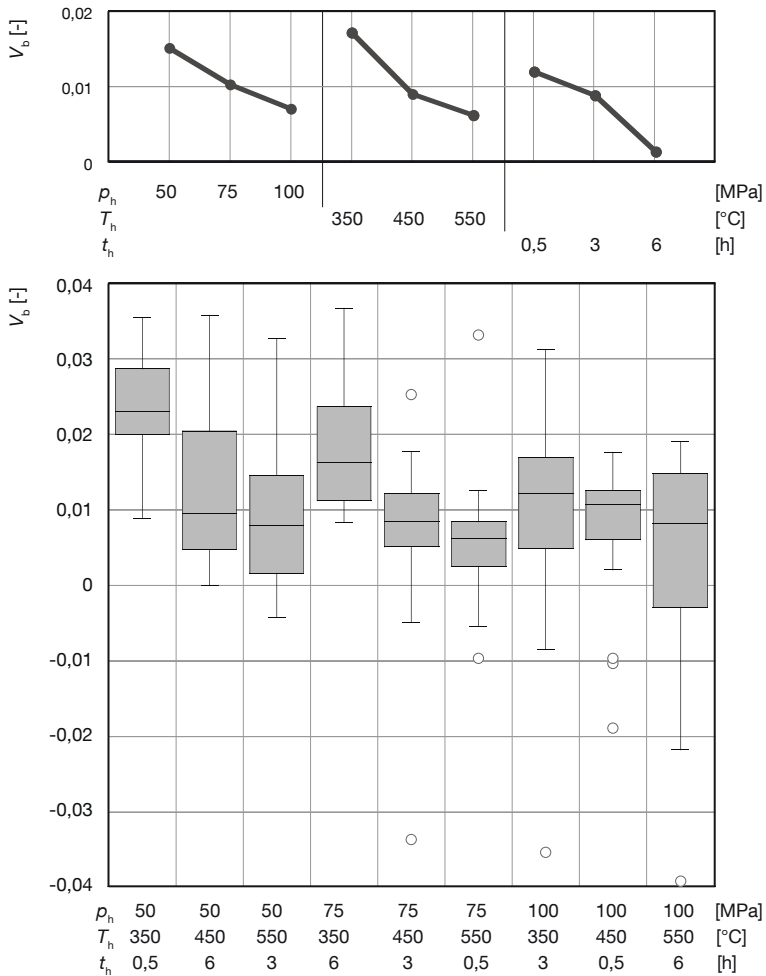 V_b [-]
0,02
0,01
0
p_h 50 75 100 [MPa]
T_h 350 450 550 [°C]
t_h 0,5 3 6 [h]
V_b [-]
0,04
0,03
0,02
0,01
0
-0,01
-0,02
-0,03
-0,04
p_h 50 50 50 75 75 75 100 100 100 [MPa]
T_h 350 450 550 350 450 550 350 450 550 [°C]
t_h 0,5 6 3 6 3 0,5 3 0,5 6 [h]